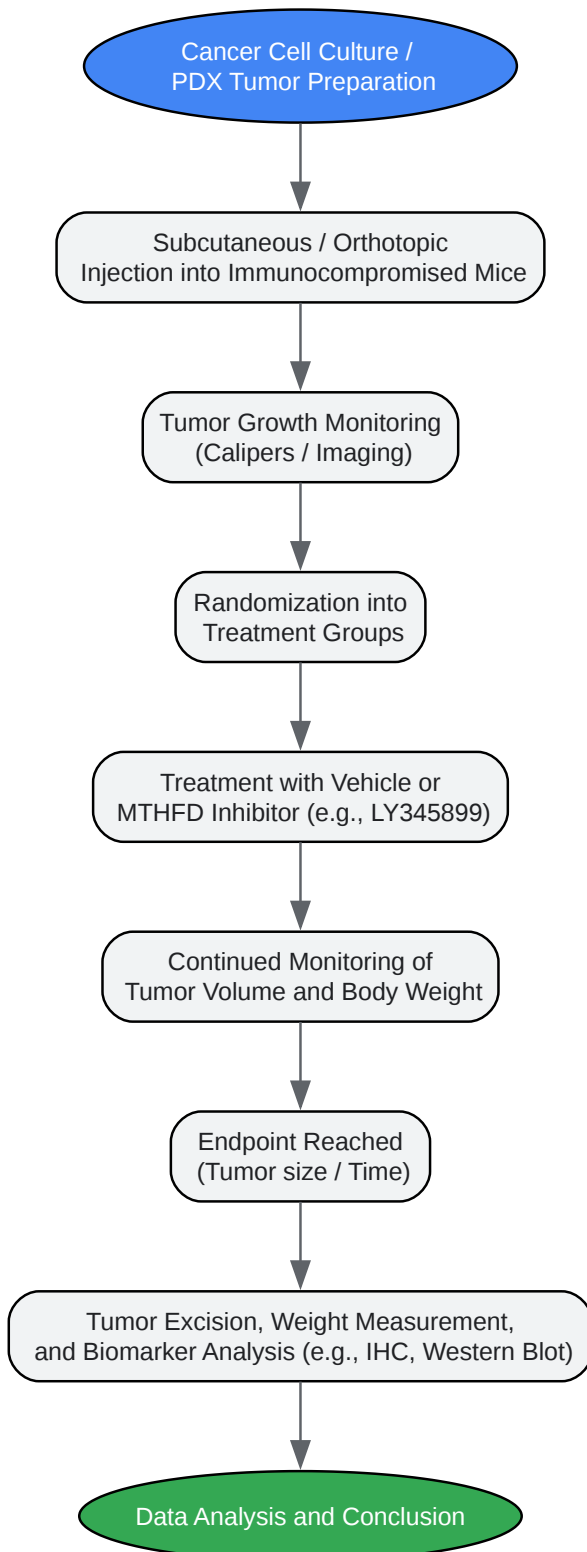 Cancer Cell Culture /
PDX Tumor Preparation
Subcutaneous / Orthotopic
Injection into Immunocompromised Mice
Tumor Growth Monitoring
(Calipers / Imaging)
Randomization into
Treatment Groups
Treatment with Vehicle or
MTHFD Inhibitor (e.g., LY345899)
Continued Monitoring of
Tumor Volume and Body Weight
Endpoint Reached
(Tumor size / Time)
Tumor Excision, Weight Measurement,
and Biomarker Analysis (e.g., IHC, Western Blot)
Data Analysis and Conclusion